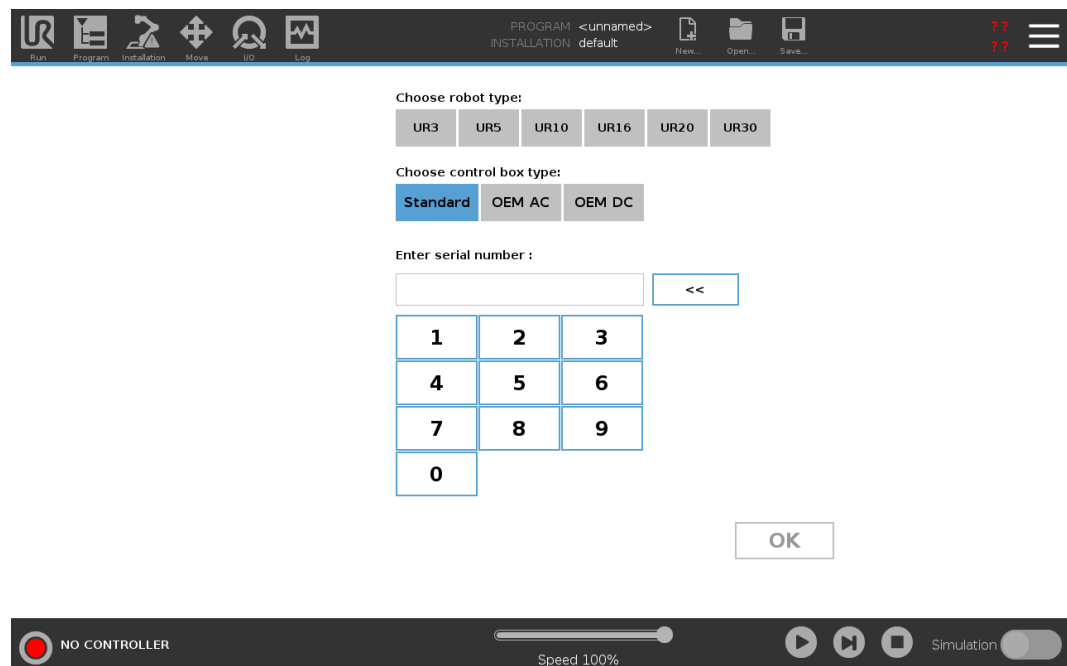 PROGRAM <unnamed>
INSTALLATION default
? ?
? ?
Run Program Installation Move I/O Log New... Open... Save...
Choose robot type:
UR3 UR5 UR10 UR16 UR20 UR30
Choose control box type:
Standard OEM AC OEM DC
Enter serial number :
<<
1 2 3
4 5 6
7 8 9
0
OK
NO CONTROLLER
Speed 100%
Simulation